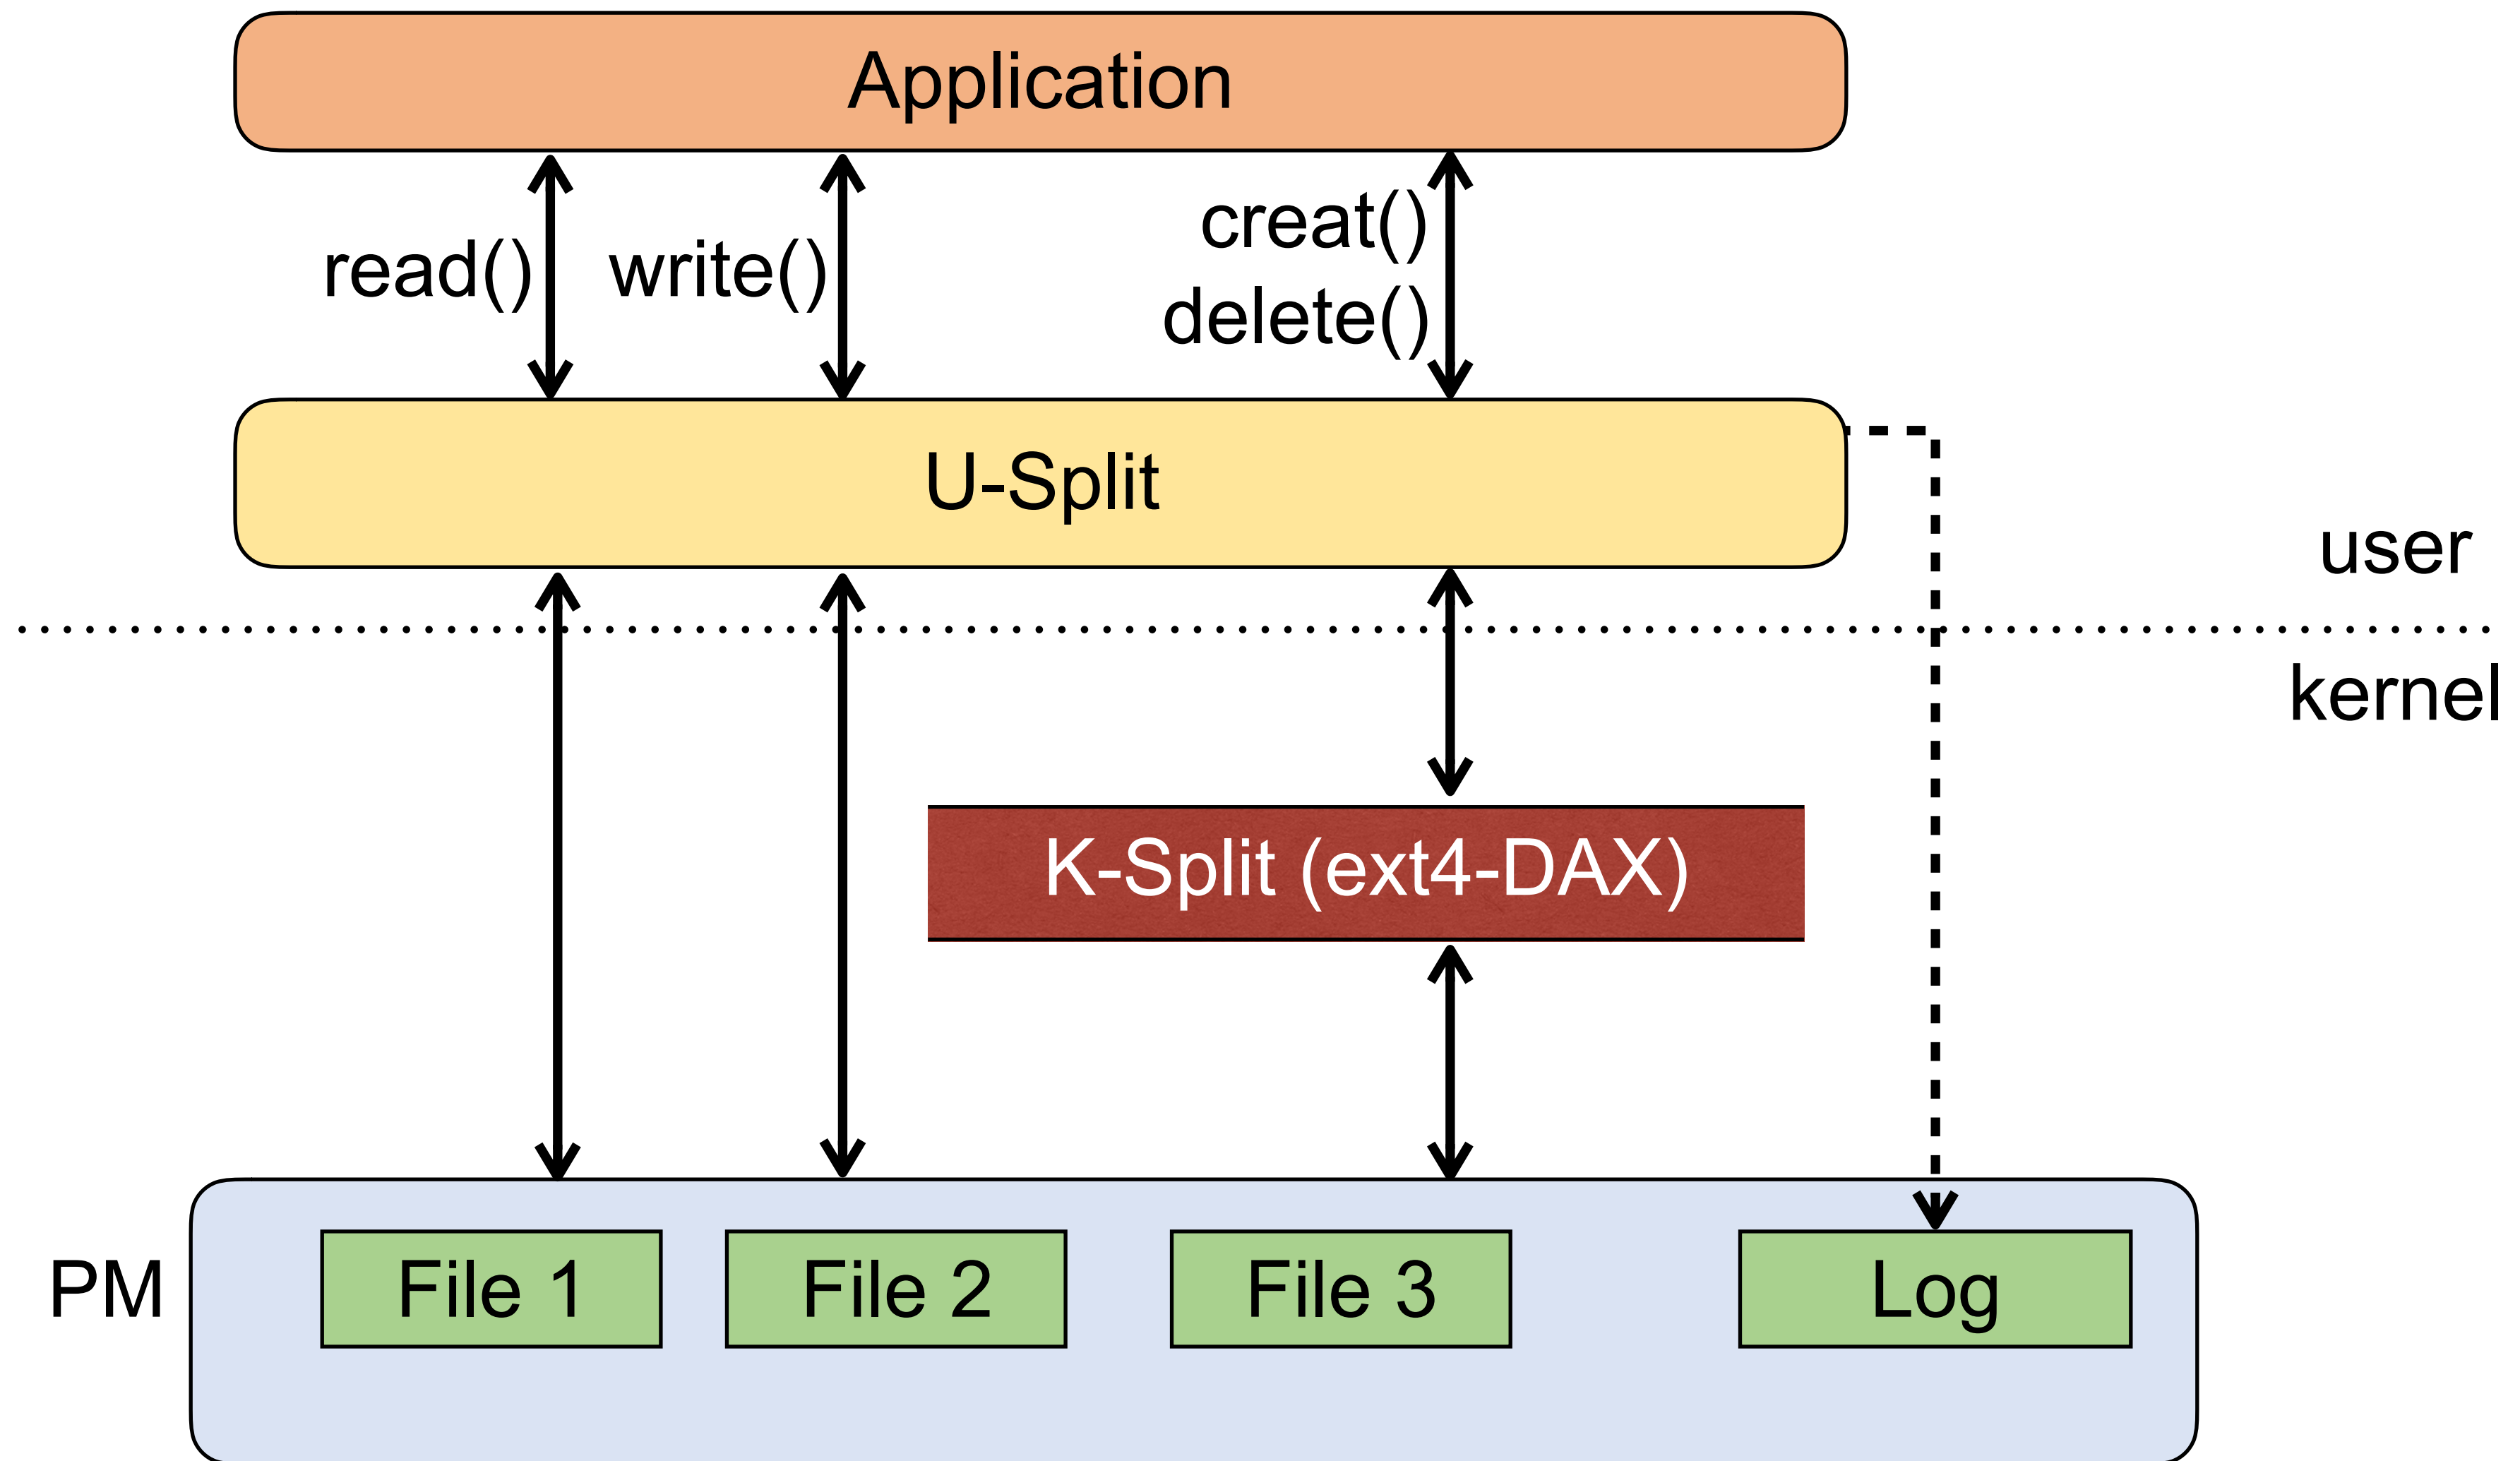 Application
read()
write()
creat()
delete()
U-Split
user
kernel
K-Split (ext4-DAX)
PM
File 1
File 2
File 3
Log